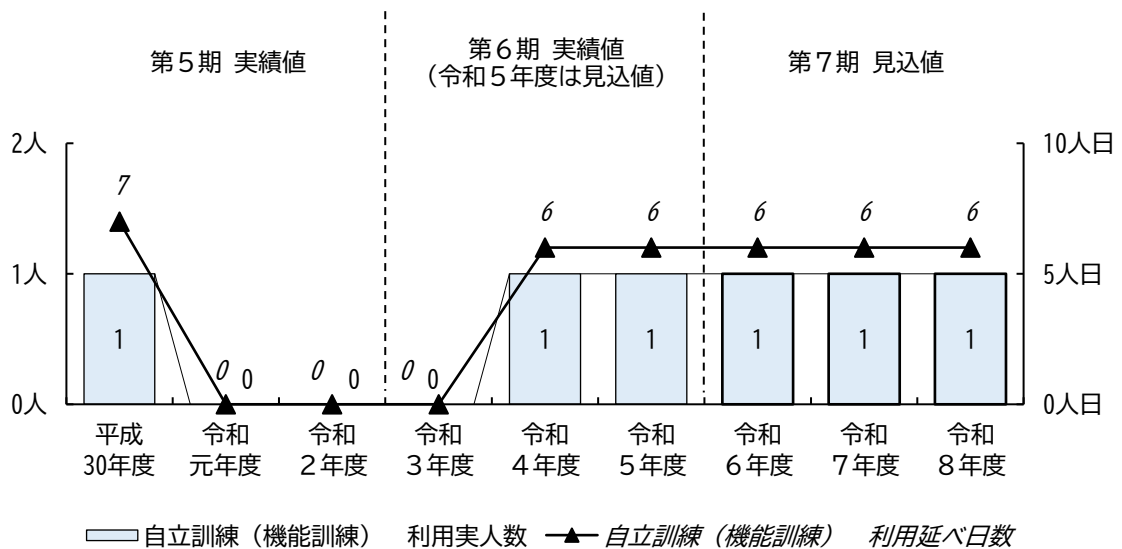 第５期 実績値
第６期 実績値
（令和５年度は見込値）
第７期 見込値
2人
1人
0人
10人日
5人日
0人日
7
0
0
0
6
6
6
6
6
1
0
0
0
1
1
1
1
1
平成
30年度
令和
元年度
令和
２年度
令和
３年度
令和
４年度
令和
５年度
令和
６年度
令和
７年度
令和
８年度
自立訓練（機能訓練） 利用実人数
自立訓練（機能訓練） 利用延べ日数